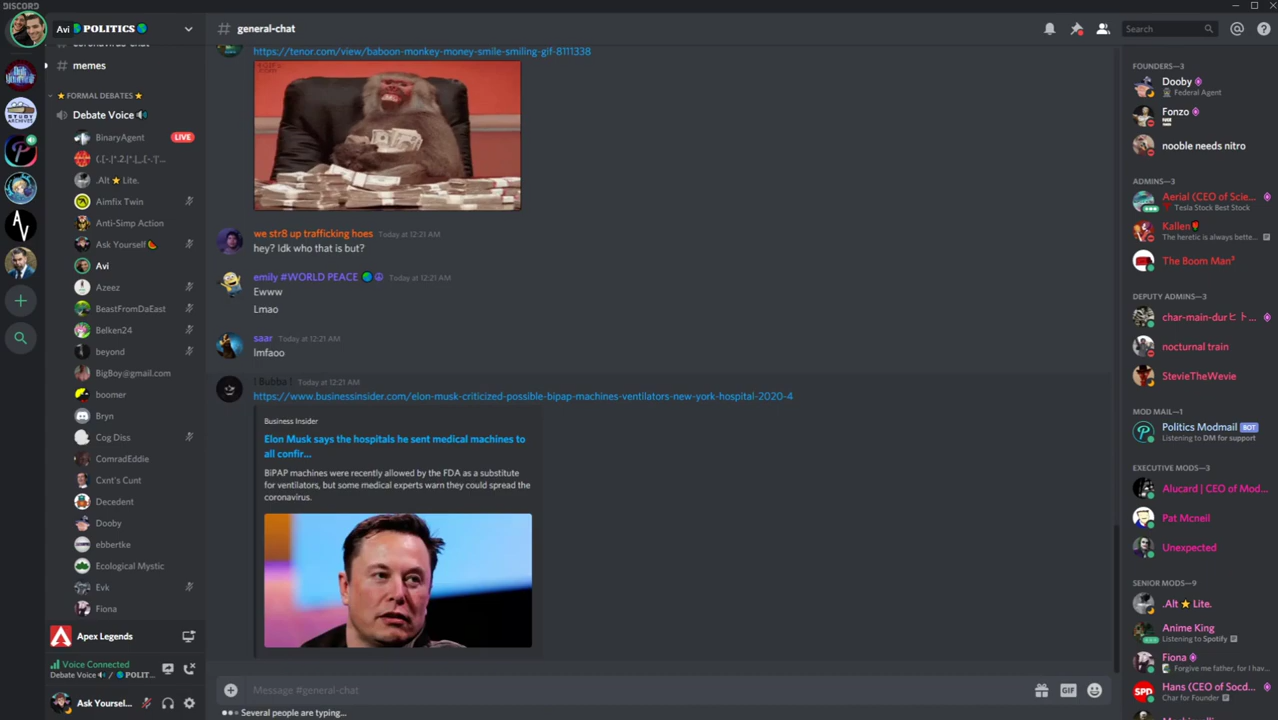 DISCORD
Avi POLITICS
# general-chat
Search
# memes
FORMAL DEBATES
Debate Voice
BinaryAgent LIVE
.Alt ★ Lite.
Aimfix Twin
Anti-Simp Action
Ask Yourself
Avi
Azeez
BeastFromDaEast
Belken24
beyond
BigBoy@gmail.com
boomer
Bryn
Cog Diss
ComradEddie
Cxnt's Cunt
Decedent
Dooby
ebbertke
Ecological Mystic
Evk
Fiona
Apex Legends
Voice Connected
Debate Voice / POLIT...
Ask Yoursel...
https://tenor.com/view/baboon-monkey-money-smile-smiling-gif-8111338
we str8 up trafficking hoes Today at 12:21 AM
hey? Idk who that is but?
emily #WORLD PEACE Today at 12:21 AM
Ewww
Lmao
saar Today at 12:21 AM
lmfaoo
! Bubba ! Today at 12:21 AM
https://www.businessinsider.com/elon-musk-criticized-possible-bipap-machines-ventilators-new-york-hospital-2020-4
Business Insider
Elon Musk says the hospitals he sent medical machines to
all confir...
BiPAP machines were recently allowed by the FDA as a substitute
for ventilators, but some medical experts warn they could spread the
coronavirus.
Message #general-chat
GIF
Several people are typing...
FOUNDERS—3
Dooby
Federal Agent
Fonzo
nooble needs nitro
ADMINS—3
Aerial (CEO of Scie...
Tesla Stock Best Stock
Kallen
The heretic is always bette...
The Boom Man²
DEPUTY ADMINS—3
char-main-durヒト...
nocturnal train
StevieTheWevie
MOD MAIL—1
Politics Modmail BOT
Listening to DM for support
EXECUTIVE MODS—3
Alucard | CEO of Mod...
Pat Mcneil
Unexpected
SENIOR MODS—9
.Alt ★ Lite.
Anime King
Listening to Spotify
Fiona
Forgive me father, for I hav...
Hans (CEO of Socd...
Char for Founder
SPD